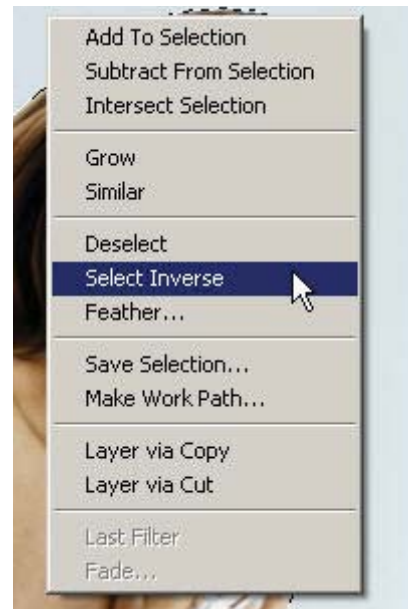 Add To Selection
Subtract From Selection
Intersect Selection
Grow
Similar
Deselect
Select Inverse
Feather...
Save Selection...
Make Work Path...
Layer via Copy
Layer via Cut
Last Filter
Fade...